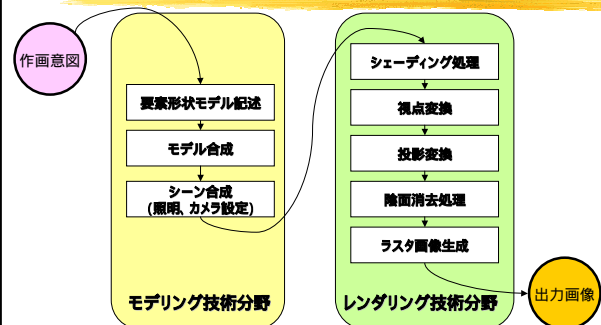 作画意図
要素形状モデル記述
モデル合成
シーン合成
(照明、カメラ設定)
モデリング技術分野
シェーディング処理
視点変換
投影変換
陰面消去処理
ラスタ画像生成
レンダリング技術分野
出力画像